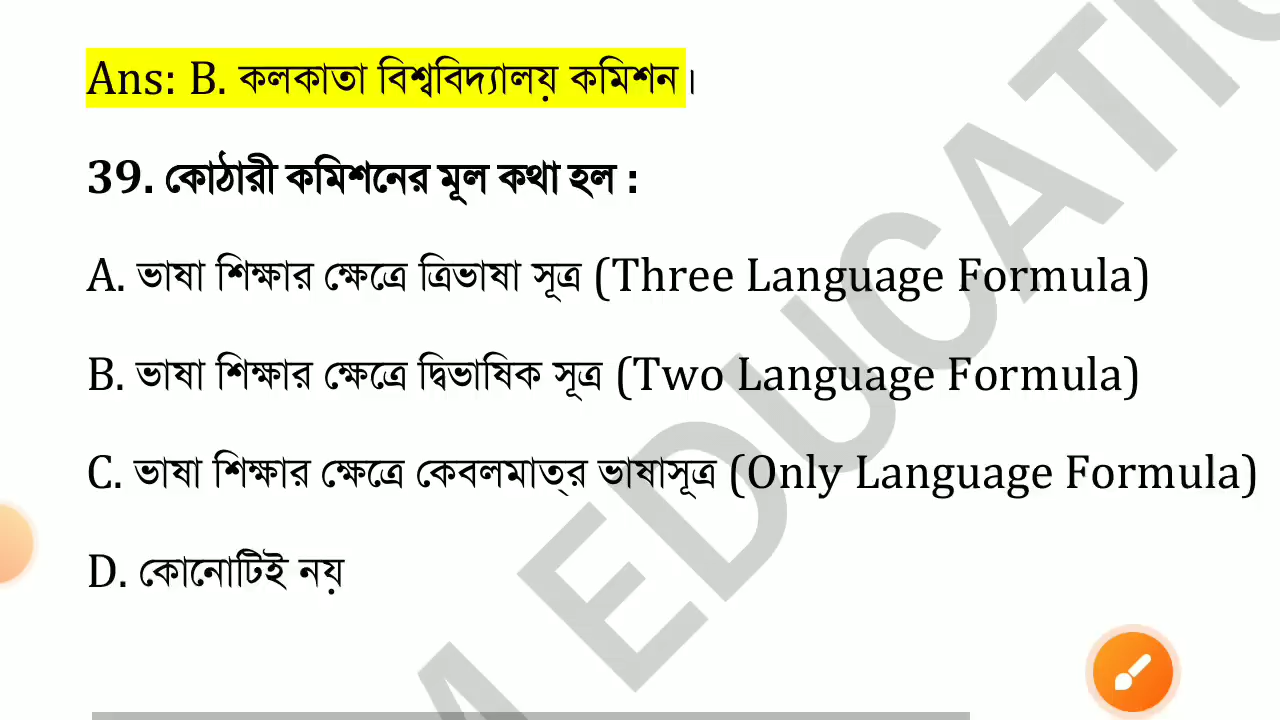 Ans: B. কলকাতা বিশ্ববিদ্যালয় কমিশন।
39. কোঠারী কমিশনের মূল কথা হল :
A. ভাষা শিক্ষার ক্ষেত্রে ত্রিভাষা সূত্র (Three Language Formula)
B. ভাষা শিক্ষার ক্ষেত্রে দ্বিভাষিক সূত্র (Two Language Formula)
C. ভাষা শিক্ষার ক্ষেত্রে কেবলমাত্‌র ভাষাসূত্র (Only Language Formula)
D. কোনোটিই নয়